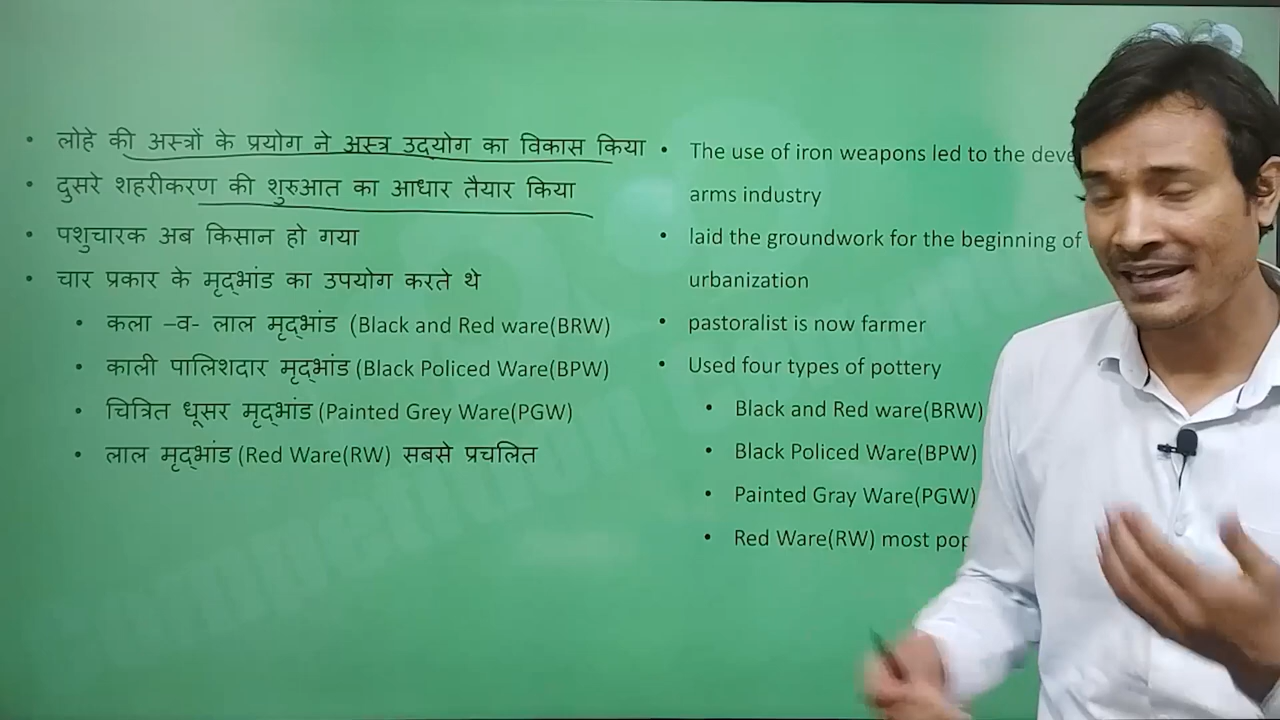 • लोहे की अस्त्रों के प्रयोग ने अस्त्र उद्योग का विकास किया
• दुसरे शहरीकरण की शुरुआत का आधार तैयार किया
• पशुचारक अब किसान हो गया
• चार प्रकार के मृद्भांड का उपयोग करते थे
• कला –व- लाल मृद्भांड (Black and Red ware(BRW)
• काली पालिशदार मृद्भांड (Black Policed Ware(BPW)
• चित्रित धूसर मृद्भांड (Painted Grey Ware(PGW)
• लाल मृद्भांड (Red Ware(RW) सबसे प्रचलित
• The use of iron weapons led to the
arms industry
• laid the groundwork for the beginning of
urbanization
• pastoralist is now farmer
• Used four types of pottery
• Black and Red ware(BRW)
• Black Policed Ware(BPW)
• Painted Gray Ware(PGW)
• Red Ware(RW) most